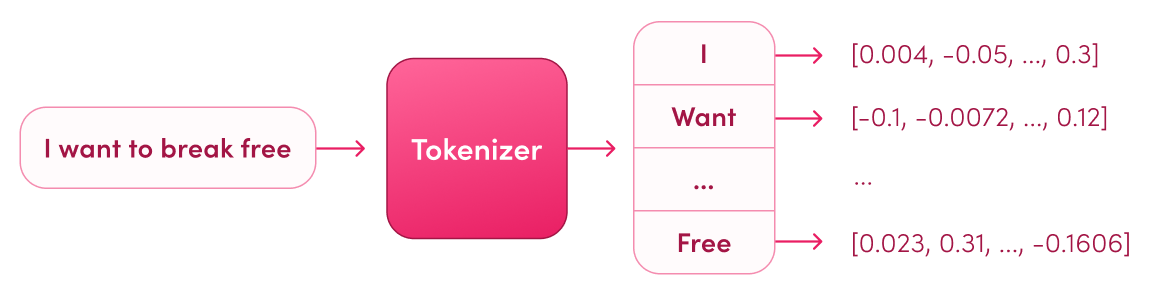 I want to break free
Tokenizer
I
[0.004, -0.05, ..., 0.3]
Want
[-0.1, -0.0072, ..., 0.12]
...
...
Free
[0.023, 0.31, ..., -0.1606]